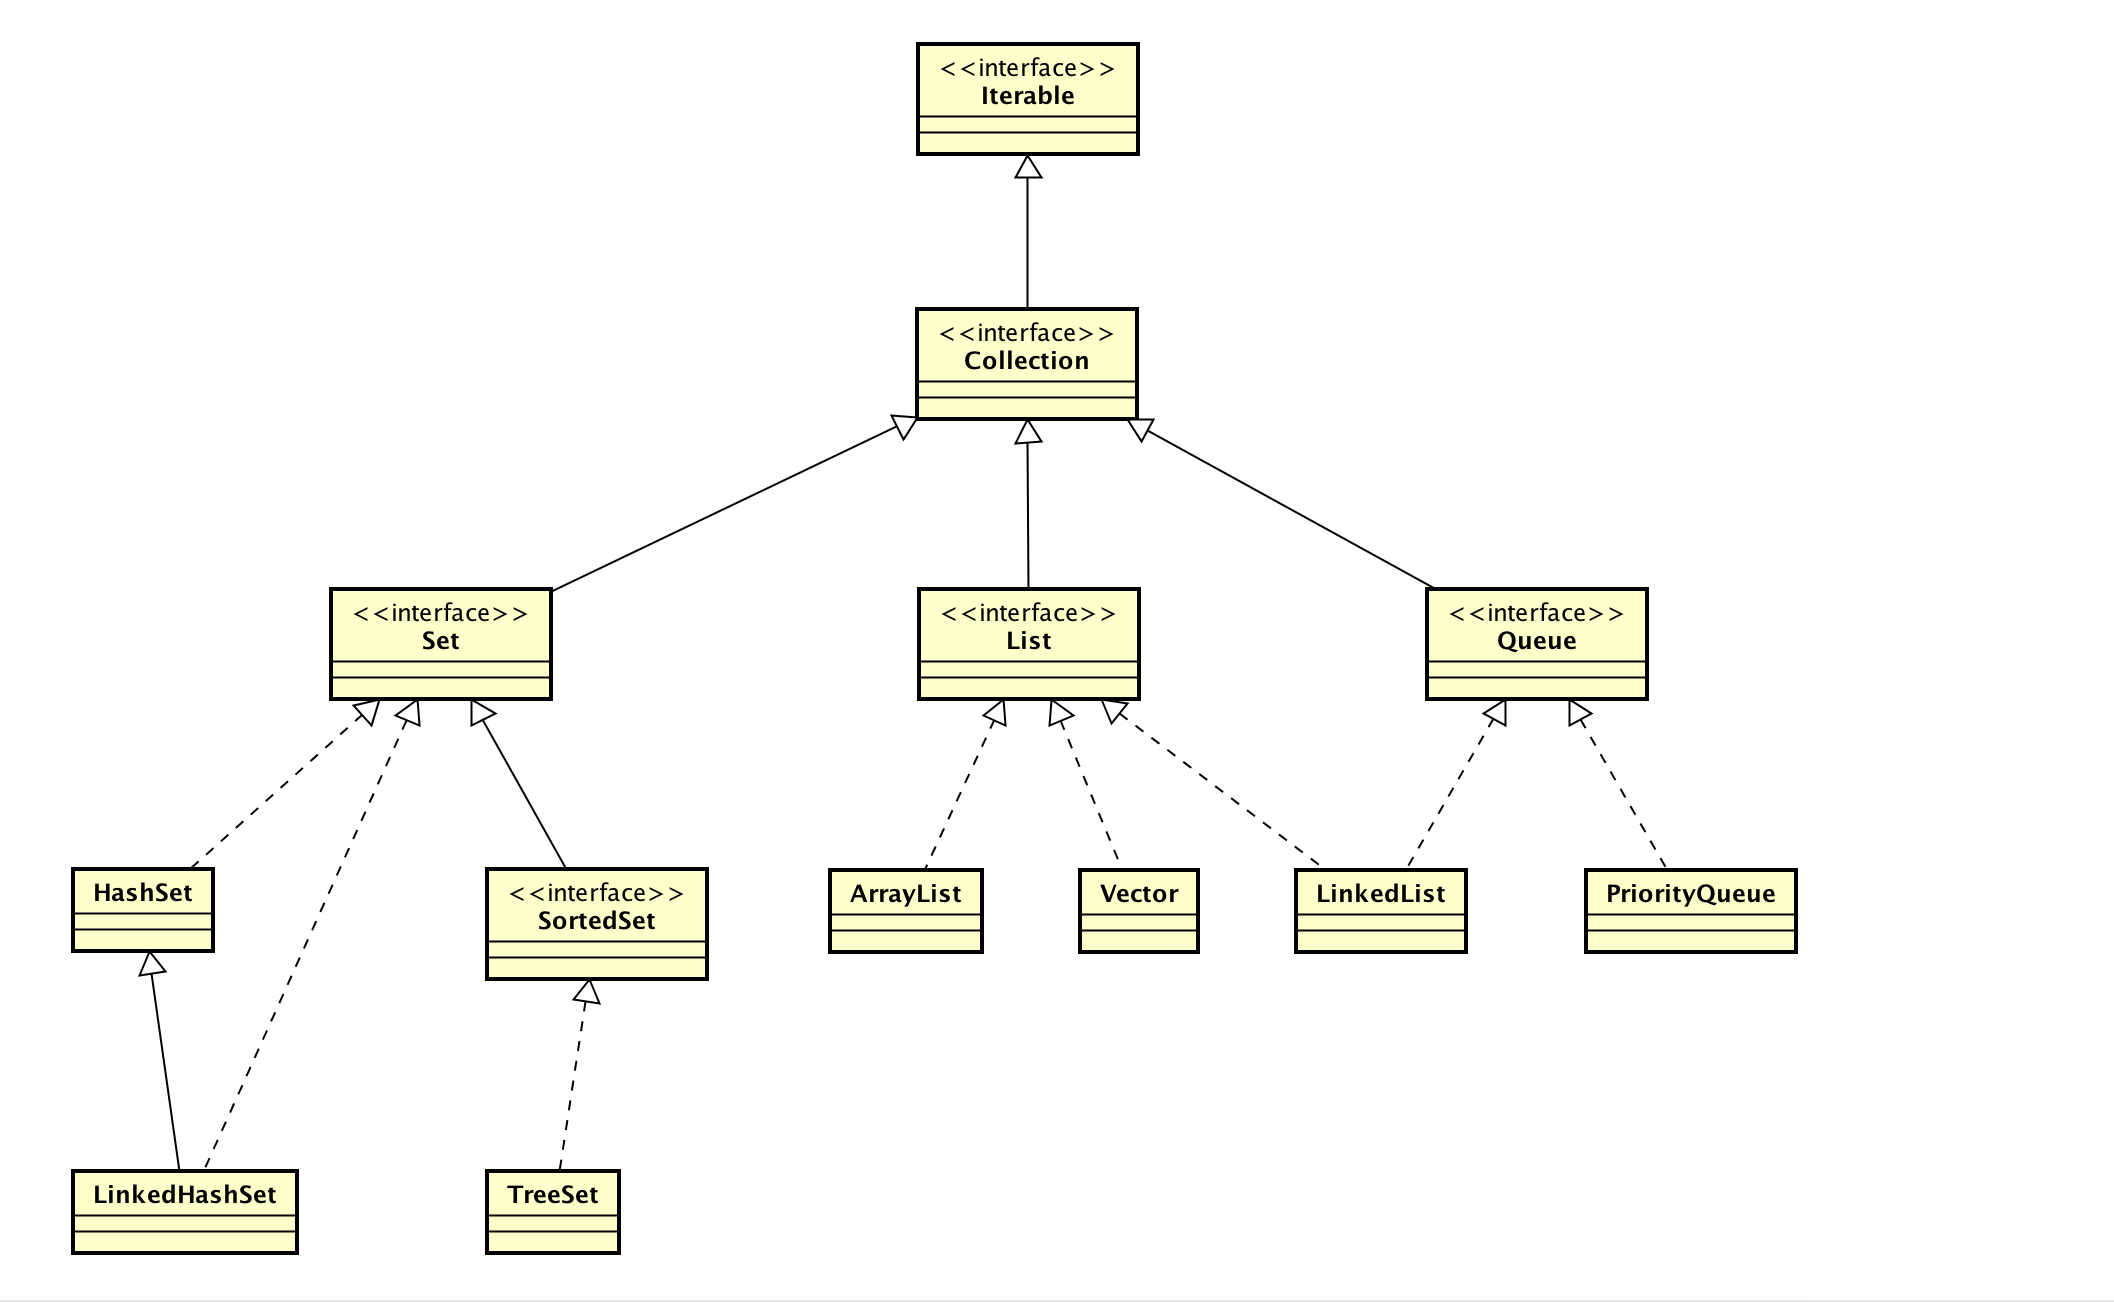 <<interface>>
Iterable
<<interface>>
Collection
<<interface>>
Set
<<interface>>
List
<<interface>>
Queue
HashSet
<<interface>>
SortedSet
ArrayList
Vector
LinkedList
PriorityQueue
LinkedHashSet
TreeSet